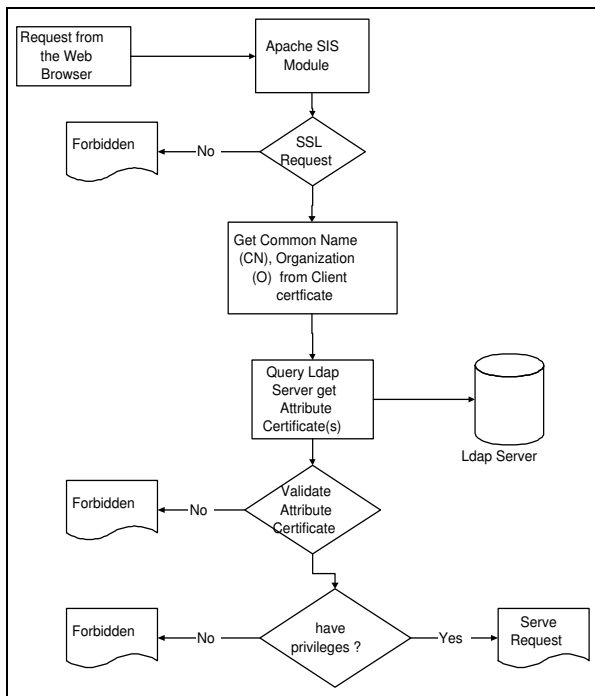 Request from
the Web
Browser
Apache SIS
Module
Forbidden
No
SSL
Request
Get Common Name
(CN), Organization
(O) from Client
certficate
Query Ldap
Server get
Attribute
Certificate(s)
Ldap Server
Forbidden
No
Validate
Attribute
Certificate
Forbidden
No
have
privileges ?
Yes
Serve
Request